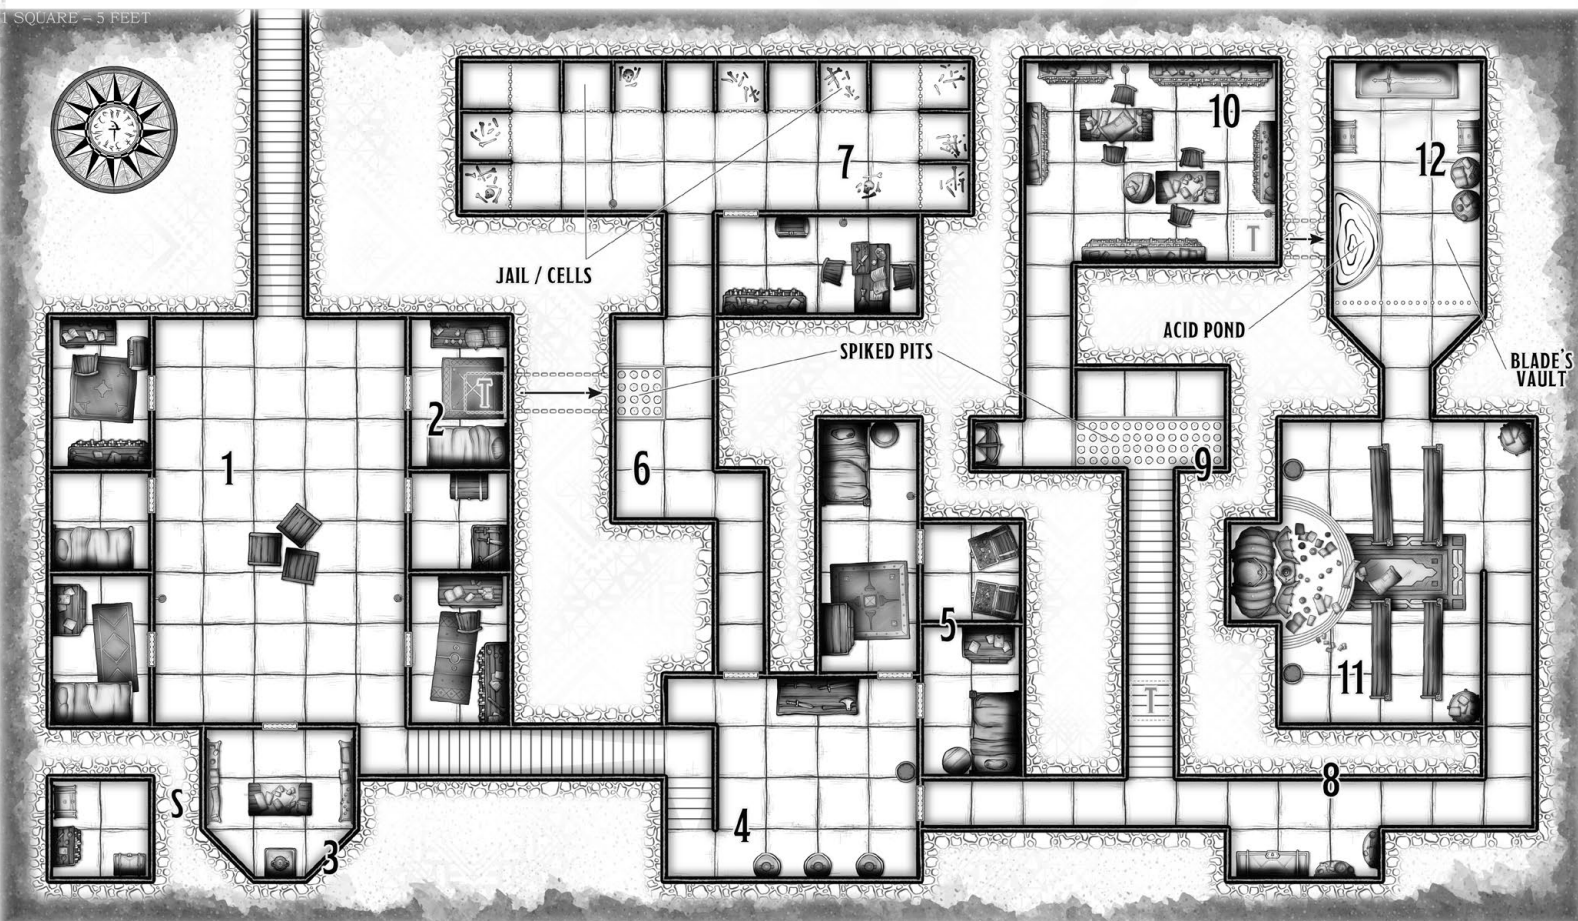 1 SQUARE – 5 FEET
10
7
12
T
JAIL / CELLS
ACID POND
SPIKED PITS
BLADE'S
VAULT
T
2
1
6
9
5
11
T
8
S
4
3